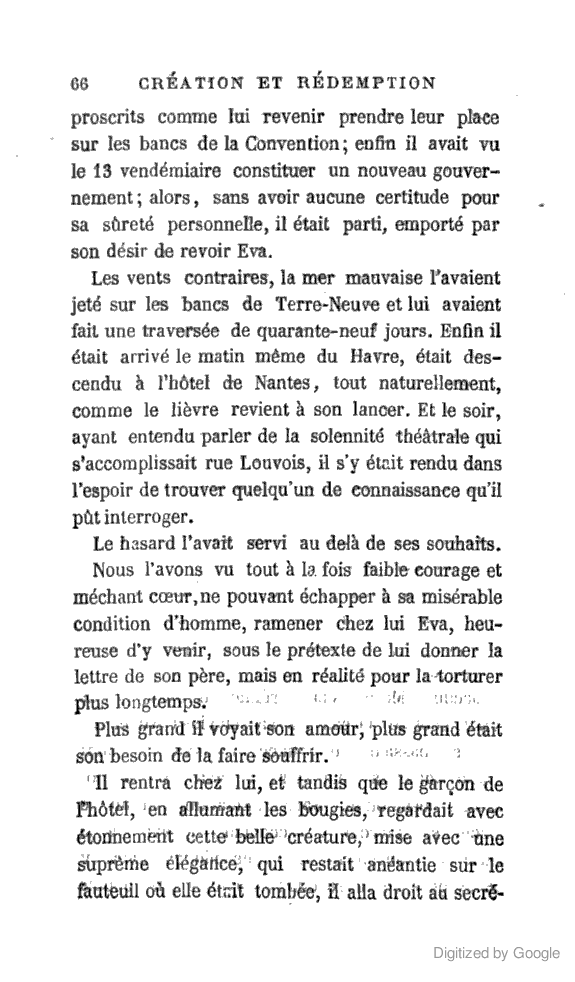 66 CRÉATION ET RÉDEMPTION
proscrits comme lui revenir prendre leur place
sur les bancs de la Convention; enfin il avait vu
le 13 vendémiaire constituer un nouveau gouver-
nement; alors, sans avoir aucune certitude pour
sa sûreté personnelle, il était parti, emporté par
son désir de revoir Eva.
Les vents contraires, la mer mauvaise l'avaient
jeté sur les bancs de Terre-Neuve et lui avaient
fait une traversée de quarante-neuf jours. Enfin il
était arrivé le matin même du Havre, était des-
cendu à l'hôtel de Nantes, tout naturellement,
comme le lièvre revient à son lancer. Et le soir,
ayant entendu parler de la solennité théâtrale qui
s'accomplissait rue Louvois, il s'y était rendu dans
l'espoir de trouver quelqu'un de connaissance qu'il
pût interroger.
Le hasard l'avait servi au delà de ses souhaits.
Nous l'avons vu tout à la fois faible courage et
méchant cœur, ne pouvant échapper à sa misérable
condition d'homme, ramener chez lui Eva, heu-
reuse d'y venir, sous le prétexte de lui donner la
lettre de son père, mais en réalité pour la torturer
plus longtemps.
Plus grand il voyait son amour, plus grand était
son besoin de la faire souffrir.
Il rentra chez lui, et tandis que le garçon de
l'hôtel, en allumant les bougies, regardait avec
étonnement cette belle créature, mise avec une
suprême élégance, qui restait anéantie sur le
fauteuil où elle était tombée, il alla droit au secré-
Digitized by Google